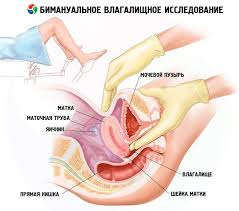 БИМАНУАЛЬНОЕ ВЛАГАЛИЩНОЕ ИССЛЕДОВАНИЕ
МОЧЕВОЙ ПУЗЫРЬ
МАТКА
МАТОЧНАЯ ТРУБА
ЯИЧНИК
ВЛАГАЛИЩЕ
ПРЯМАЯ КИШКА
ШЕЙКА МАТКИ